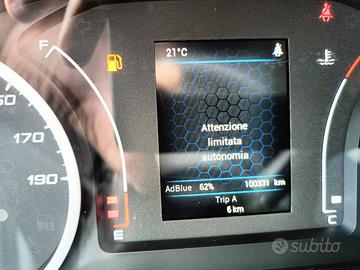 F
21°C
150
170
190
Attenzione
limitata
autonomia
AdBlue 62% 100331 km
Trip A
6 km
E
C
subito